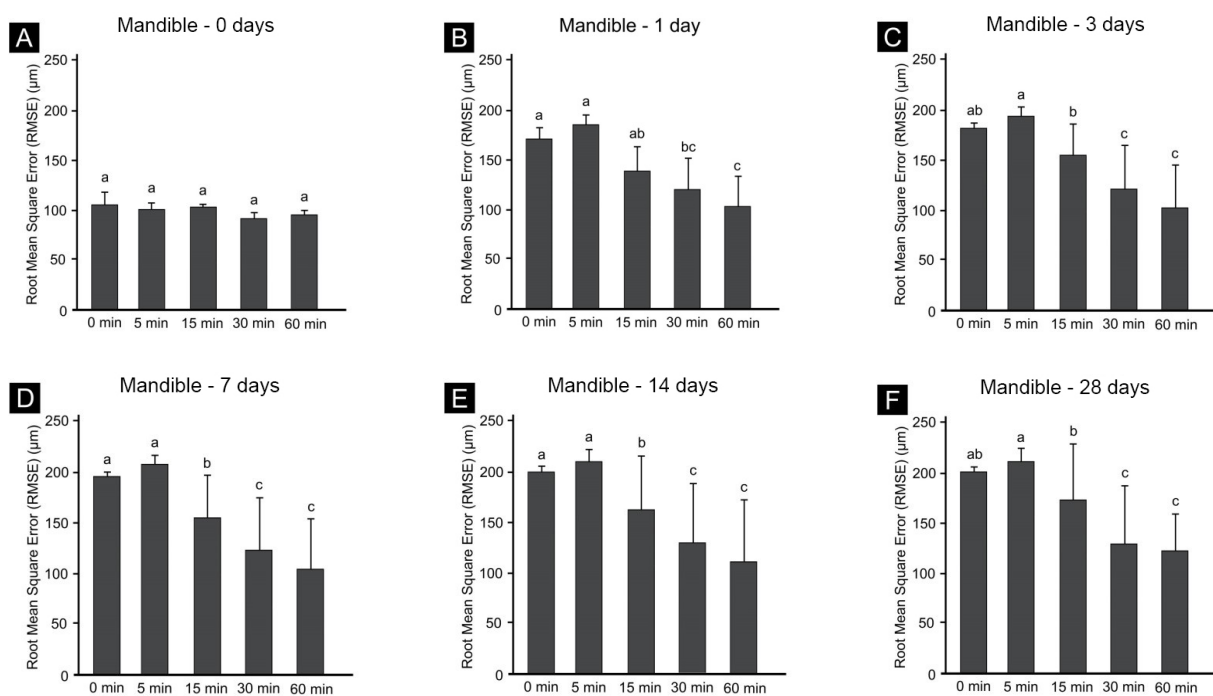 A
Mandible - 0 days
Root Mean Square Error (RMSE) (µm)
250
200
150
100
50
0
a a a a a
0 min 5 min 15 min 30 min 60 min
B
Mandible - 1 day
Root Mean Square Error (RMSE) (µm)
250
200
150
100
50
0
a a ab bc c
0 min 5 min 15 min 30 min 60 min
C
Mandible - 3 days
Root Mean Square Error (RMSE) (µm)
250
200
150
100
50
0
ab a b c c
0 min 5 min 15 min 30 min 60 min
D
Mandible - 7 days
Root Mean Square Error (RMSE) (µm)
250
200
150
100
50
0
a a b c c
0 min 5 min 15 min 30 min 60 min
E
Mandible - 14 days
Root Mean Square Error (RMSE) (µm)
250
200
150
100
50
0
a a b c c
0 min 5 min 15 min 30 min 60 min
F
Mandible - 28 days
Root Mean Square Error (RMSE) (µm)
250
200
150
100
50
0
ab a b c c
0 min 5 min 15 min 30 min 60 min